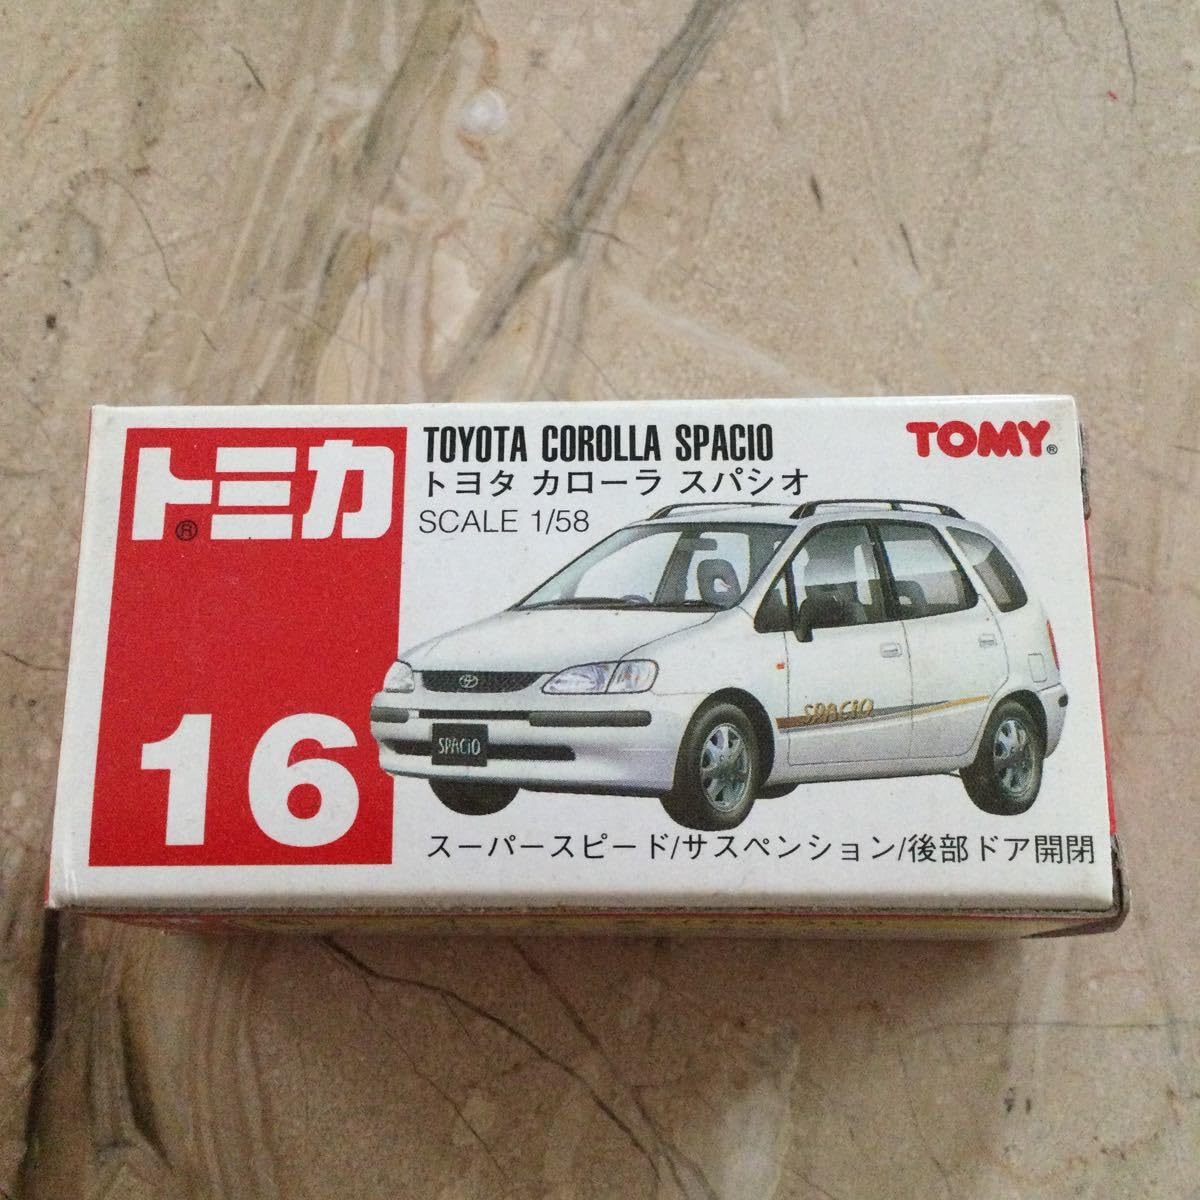 トミカ®
16
TOYOTA COROLLA SPACIO
トヨタ カローラ スパシオ
SCALE 1/58
TOMY®
SPACIO
SPACIO
スーパースピード/サスペンション/後部ドア開閉